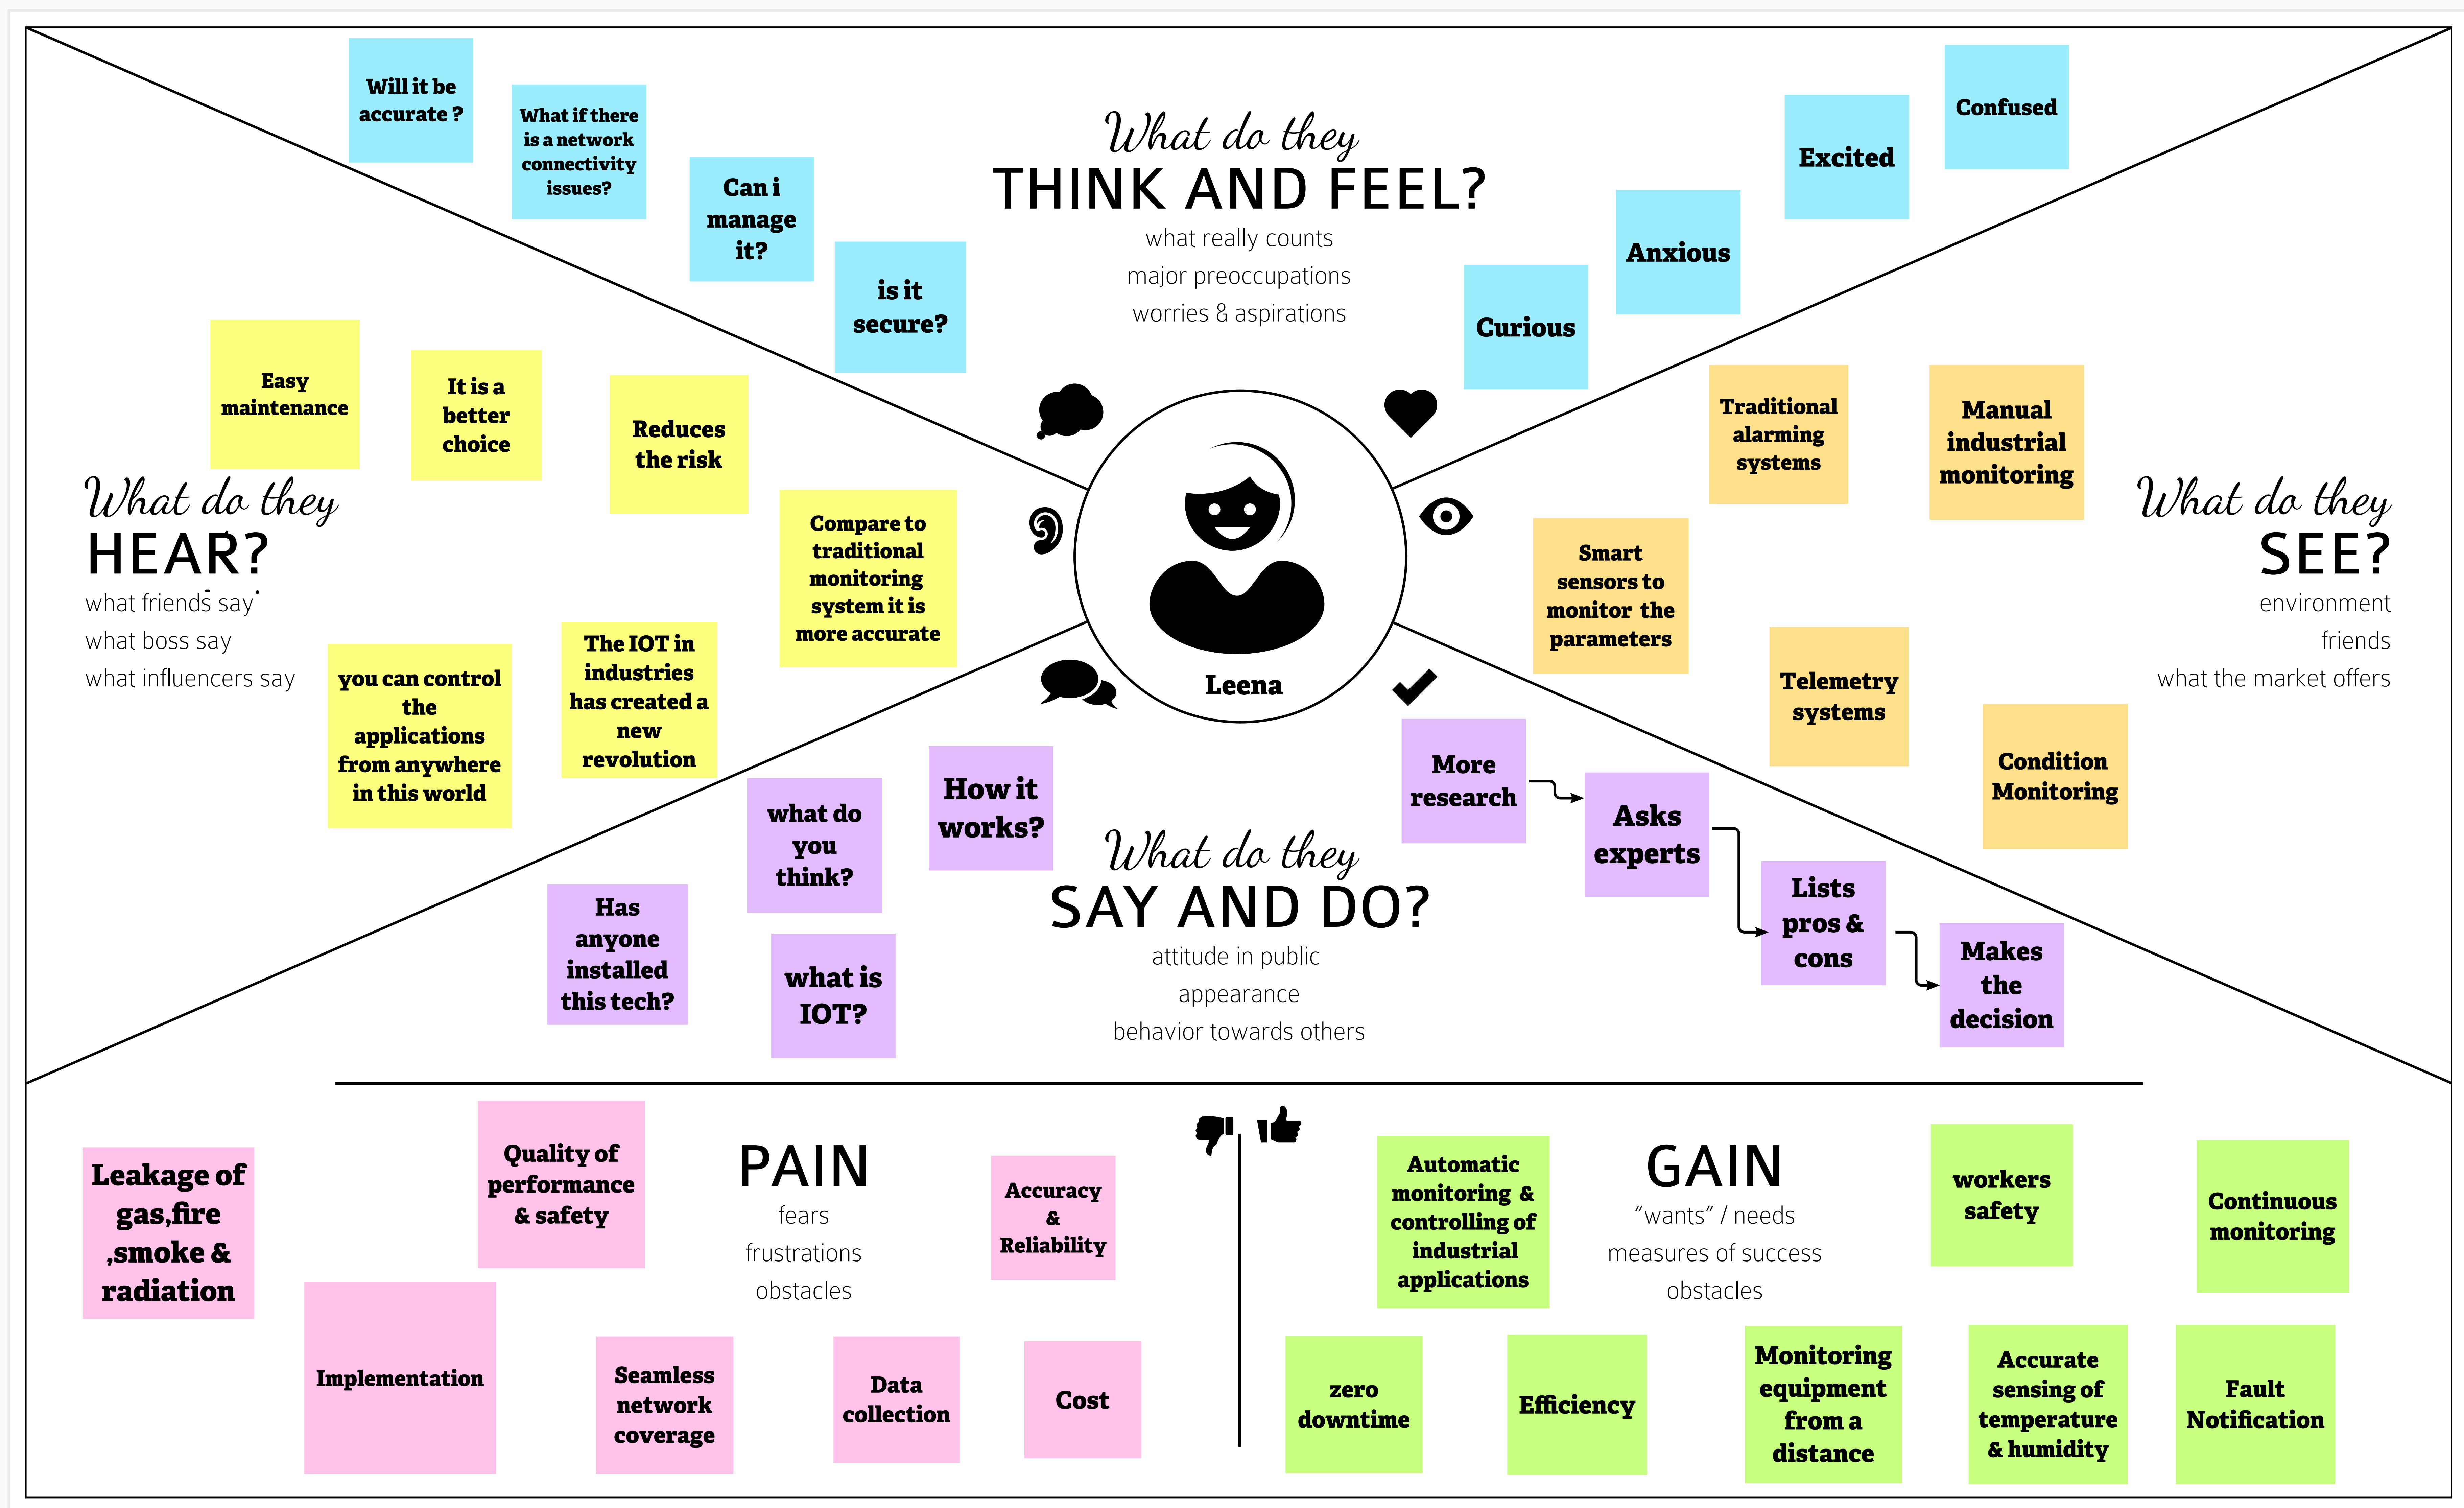 Will it be
accurate ?
What if there
is a network
connectivity
issues?
Can i
manage
it?
is it
secure?
What do they
THINK AND FEEL?
what really counts
major preoccupations
worries & aspirations
Curious
Anxious
Excited
Confused
Easy
maintenance
It is a
better
choice
Reduces
the risk
Compare to
traditional
monitoring
system it is
more accurate
What do they
HEAR?
what friends say
what boss say
what influencers say
you can control
the
applications
from anywhere
in this world
The IOT in
industries
has created a
new
revolution
Leena
Traditional
alarming
systems
Manual
industrial
monitoring
Smart
sensors to
monitor the
parameters
Telemetry
systems
Condition
Monitoring
What do they
SEE?
environment
friends
what the market offers
Has
anyone
installed
this tech?
what do
you
think?
what is
IOT?
How it
works?
What do they
SAY AND DO?
attitude in public
appearance
behavior towards others
More
research
Asks
experts
Lists
pros &
cons
Makes
the
decision
Leakage of
gas,fire
,smoke &
radiation
Quality of
performance
& safety
PAIN
fears
frustrations
obstacles
Accuracy
&
Reliability
Implementation
Seamless
network
coverage
Data
collection
Cost
Automatic
monitoring &
controlling of
industrial
applications
GAIN
“wants” / needs
measures of success
obstacles
workers
safety
Continuous
monitoring
zero
downtime
Efficiency
Monitoring
equipment
from a
distance
Accurate
sensing of
temperature
& humidity
Fault
Notification